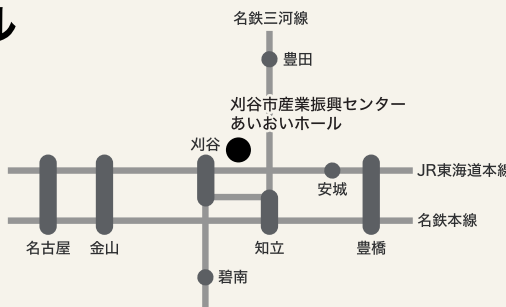 ル
名鉄三河線
豊田
刈谷市産業振興センター
あいおいホール
刈谷
JR東海道本線
安城
名鉄本線
名古屋
金山
知立
豊橋
碧南